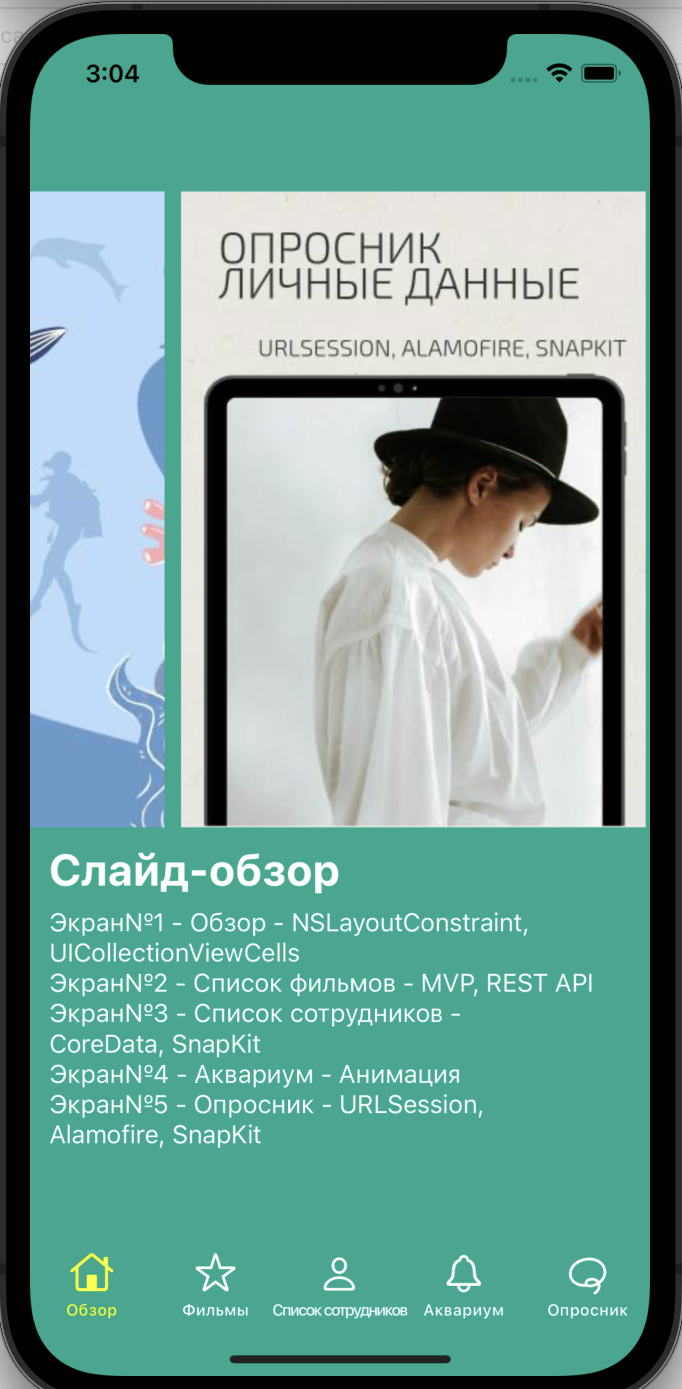 3:04
ОПРОСНИК
ЛИЧНЫЕ ДАННЫЕ
URLSESSION, ALAMOFIRE, SNAPKIT
Слайд-обзор
Экран№1 - Обзор - NSLayoutConstraint,
UICollectionViewCells
Экран№2 - Список фильмов - MVP, REST API
Экран№3 - Список сотрудников -
CoreData, SnapKit
Экран№4 - Аквариум - Анимация
Экран№5 - Опросник - URLSession,
Alamofire, SnapKit
Обзор Фильмы Список сотрудников Аквариум Опросник